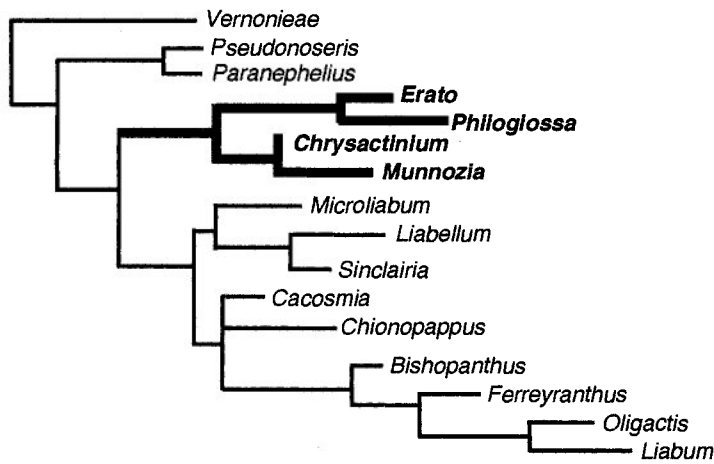 Vernonieae
Pseudonoseris
Paranephelius
Erato
Philoglossa
Chrysactinium
Munnozia
Microliabum
Liabellum
Sinclairia
Cacosmia
Chionopappus
Bishopanthus
Ferreyranthus
Oligactis
Liabum